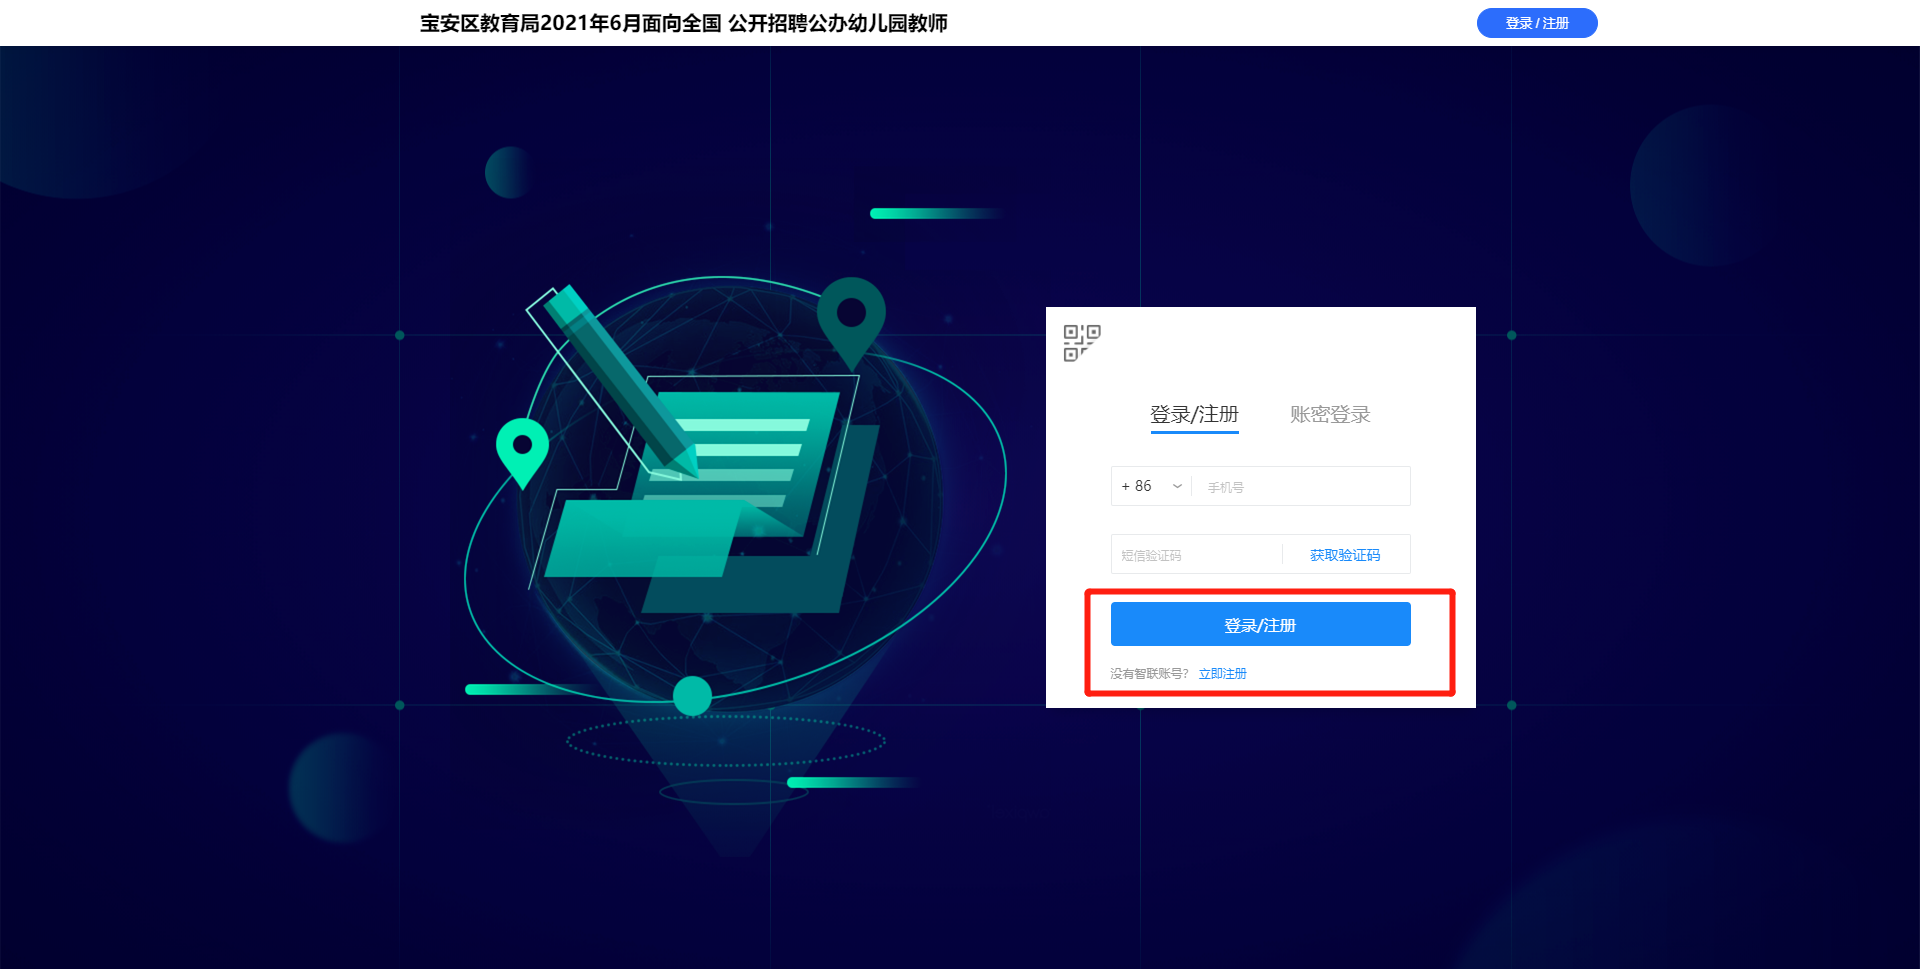 宝安区教育局2021年6月面向全国 公开招聘公办幼儿园教师
登录 / 注册
登录/注册 账密登录
+ 86 手机号
短信验证码 获取验证码
登录/注册
没有智联账号? 立即注册